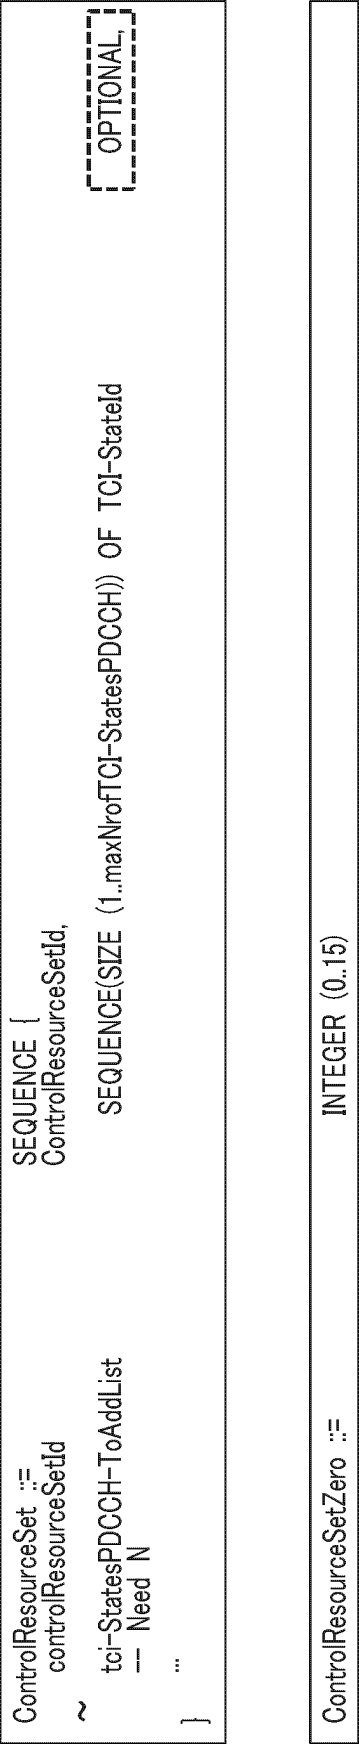 ControlResourceSet ::= SEQUENCE {
controlResourceSetId ControlResourceSetId,
~
tci-StatesPDCCH-ToAddList SEQUENCE(SIZE (1..maxNrofTCI-StatesPDCCH)) OF TCI-StateId OPTIONAL,
-- Need N
...
}
ControlResourceSetZero ::= INTEGER (0..15)